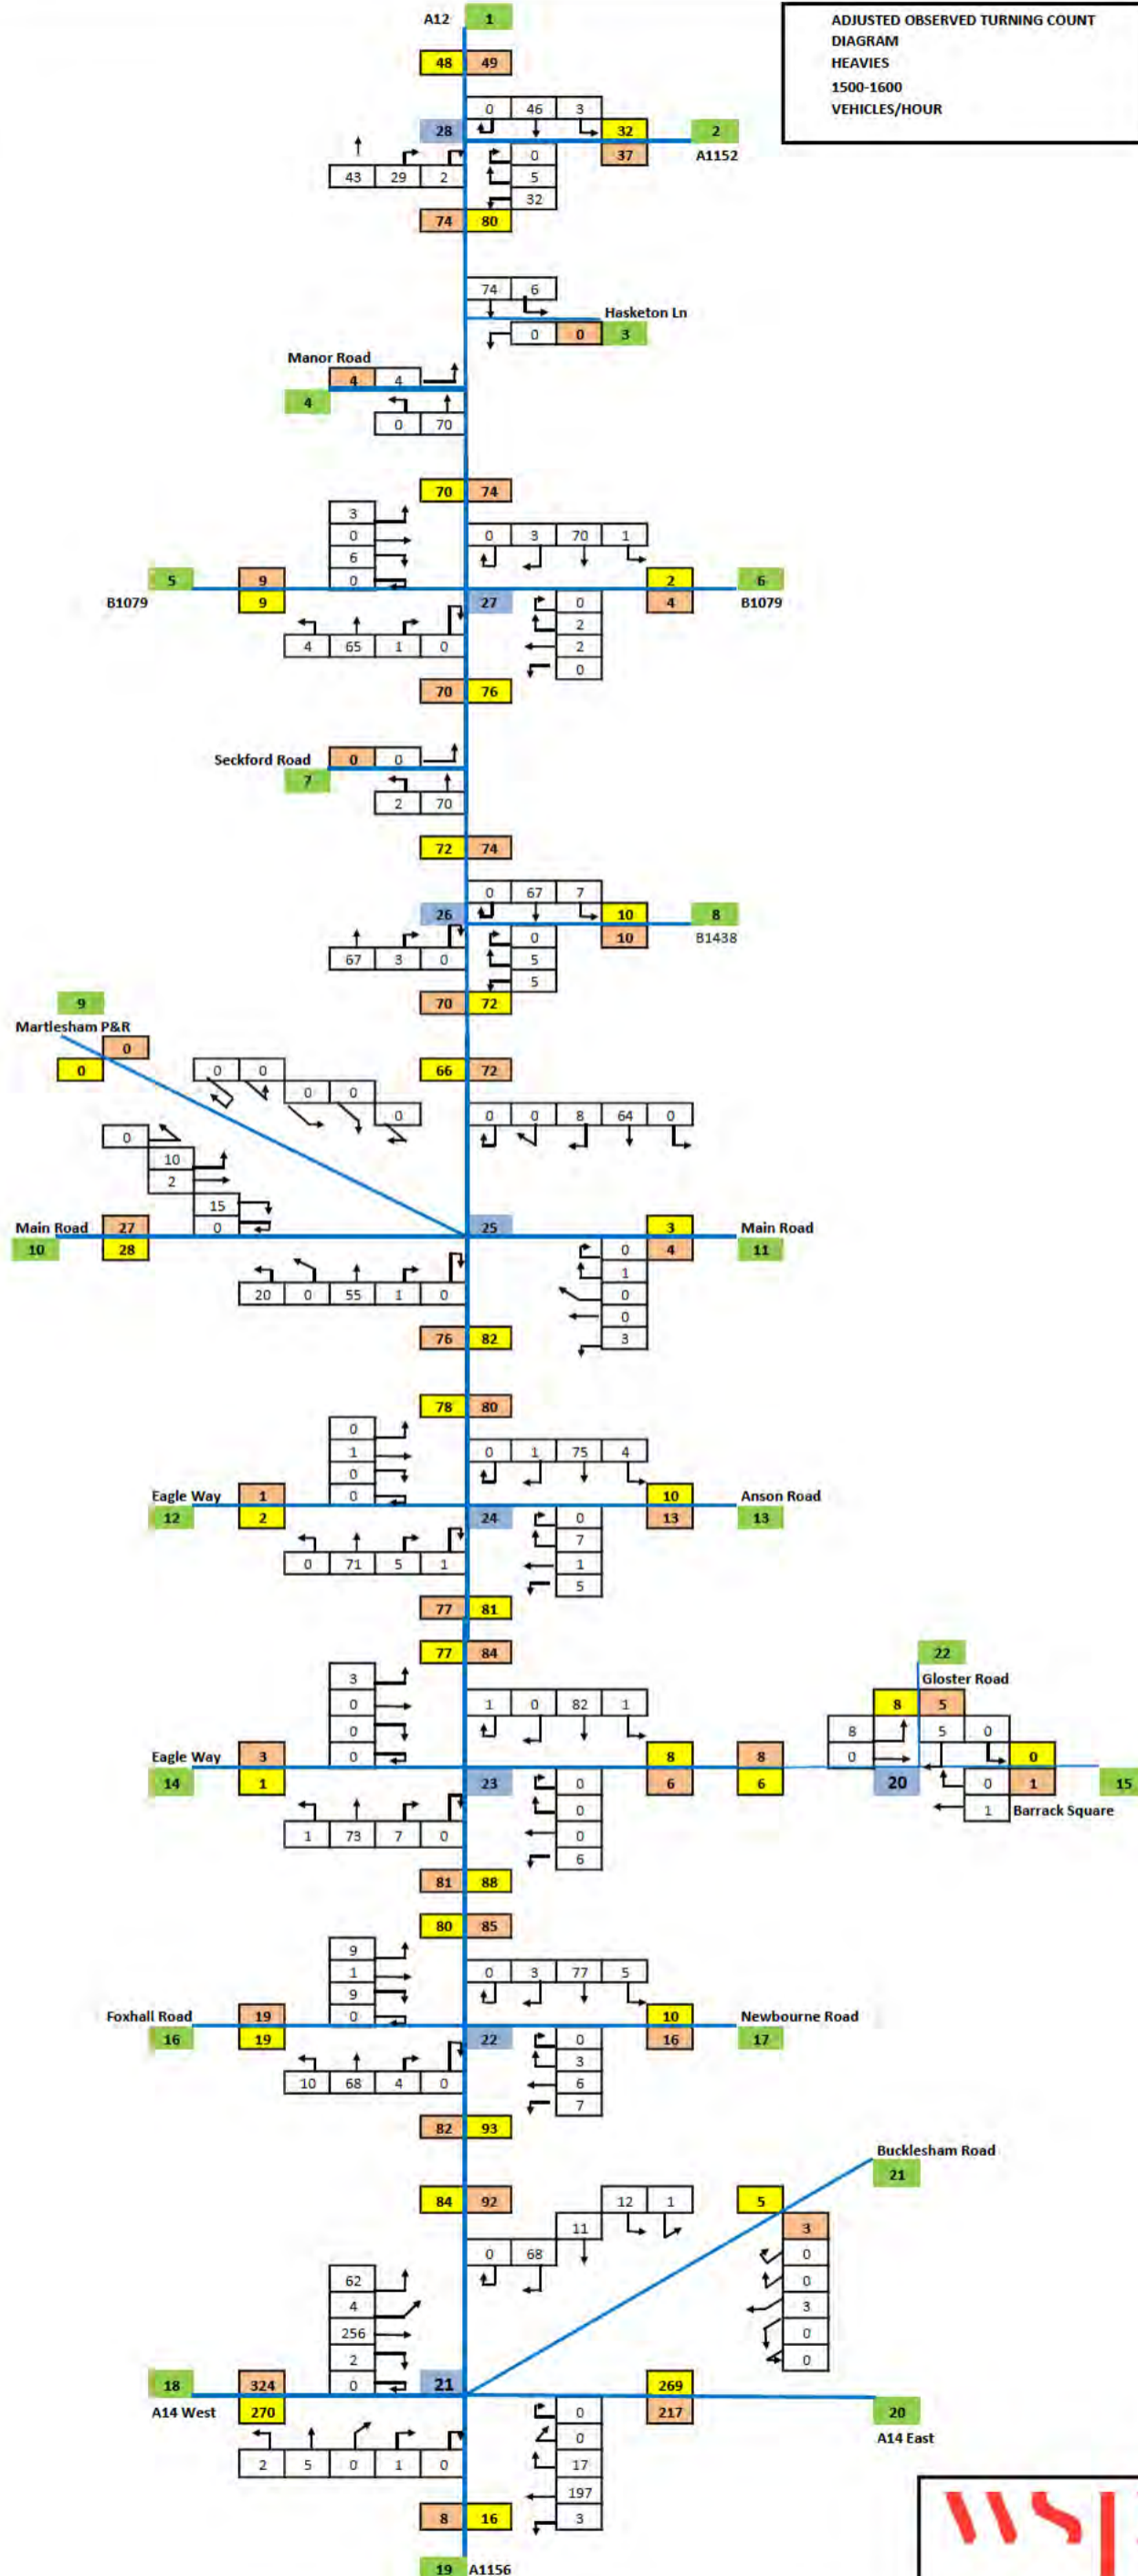 A12 1
ADJUSTED OBSERVED TURNING COUNT
DIAGRAM
HEAVIES
1500-1600
VEHICLES/HOUR
48 49
0 46 3
28 32 2
37 A1152
0
43 29 2 5
32
74 80
74 6
Hasketon Ln
0 0 3
Manor Road
4 4
4
0 70
70 74
3
0 0 3 70 1
6
5 9 0 2 6
B1079 9 27 0 4 B1079
2
4 65 1 0 2
0
70 76
Seckford Road 0 0
7
2 70
72 74
0 67 7
26 10 8
0 10 B1438
67 3 0 5
5
70 72
9
Martlesham P&R
0
0 0 0 66 72
0 0
0 0 0 8 64 0
0
10
2
15
Main Road 27 0 25 3 Main Road
10 28 0 4 11
1
20 0 55 1 0 0
0
76 82 3
78 80
0
1 0 1 75 4
0
Eagle Way 1 0 10 Anson Road
12 2 24 0 13 13
7
0 71 5 1 1
5
77 81
77 84 22
3 Gloster Road
0 1 0 82 1 8 5
0 8 5 0
Eagle Way 3 0 8 8 0 0
14 1 23 0 6 6 20 0 1 15
0 1 Barrack Square
1 73 7 0 0
6
81 88
80 85
9
1 0 3 77 5
9
Foxhall Road 19 0 10 Newbourne Road
16 19 22 0 16 17
3
10 68 4 0 6
7
82 93
Bucklesham Road
21
84 92 12 1 5
11 3
0 68 0
62 0
4 3
256 0
2 0
18 324 0 21 269
A14 West 270 0 217 20
0 A14 East
2 5 0 1 0 17
197
8 16 3
19 A1156
WSP